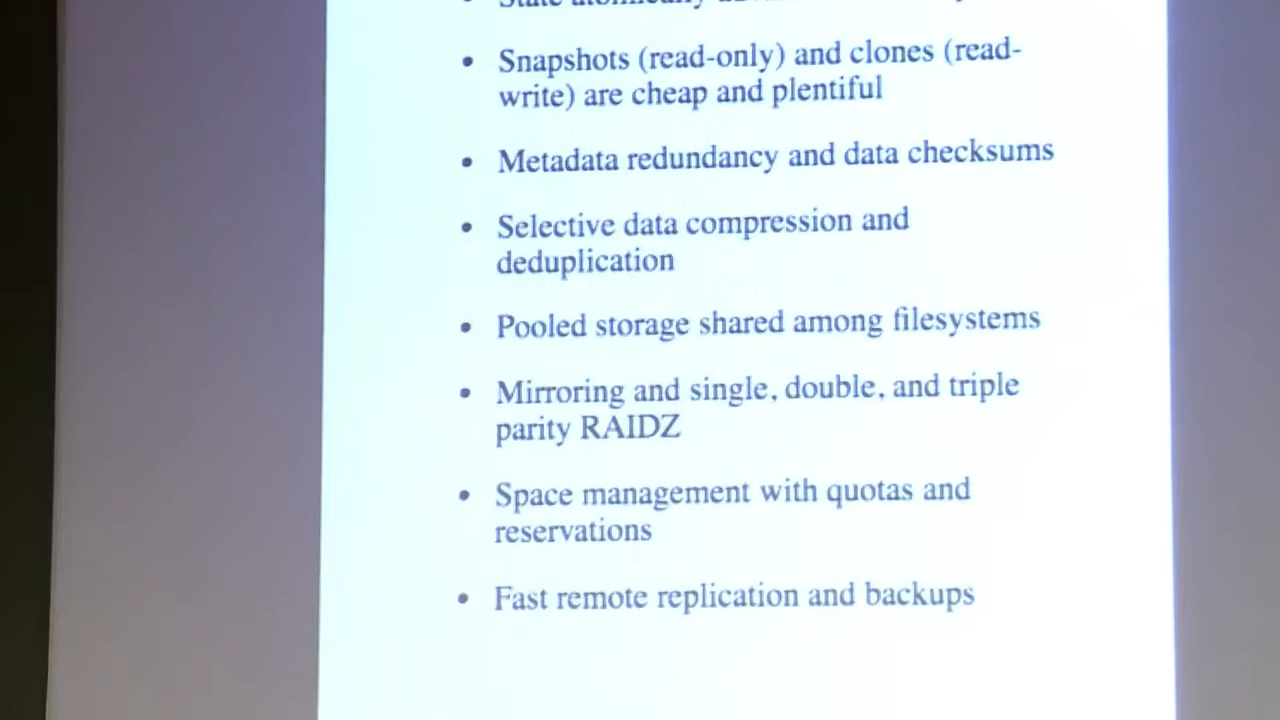 • Snapshots (read-only) and clones (read-
write) are cheap and plentiful
• Metadata redundancy and data checksums
• Selective data compression and
deduplication
• Pooled storage shared among filesystems
• Mirroring and single, double, and triple
parity RAIDZ
• Space management with quotas and
reservations
• Fast remote replication and backups